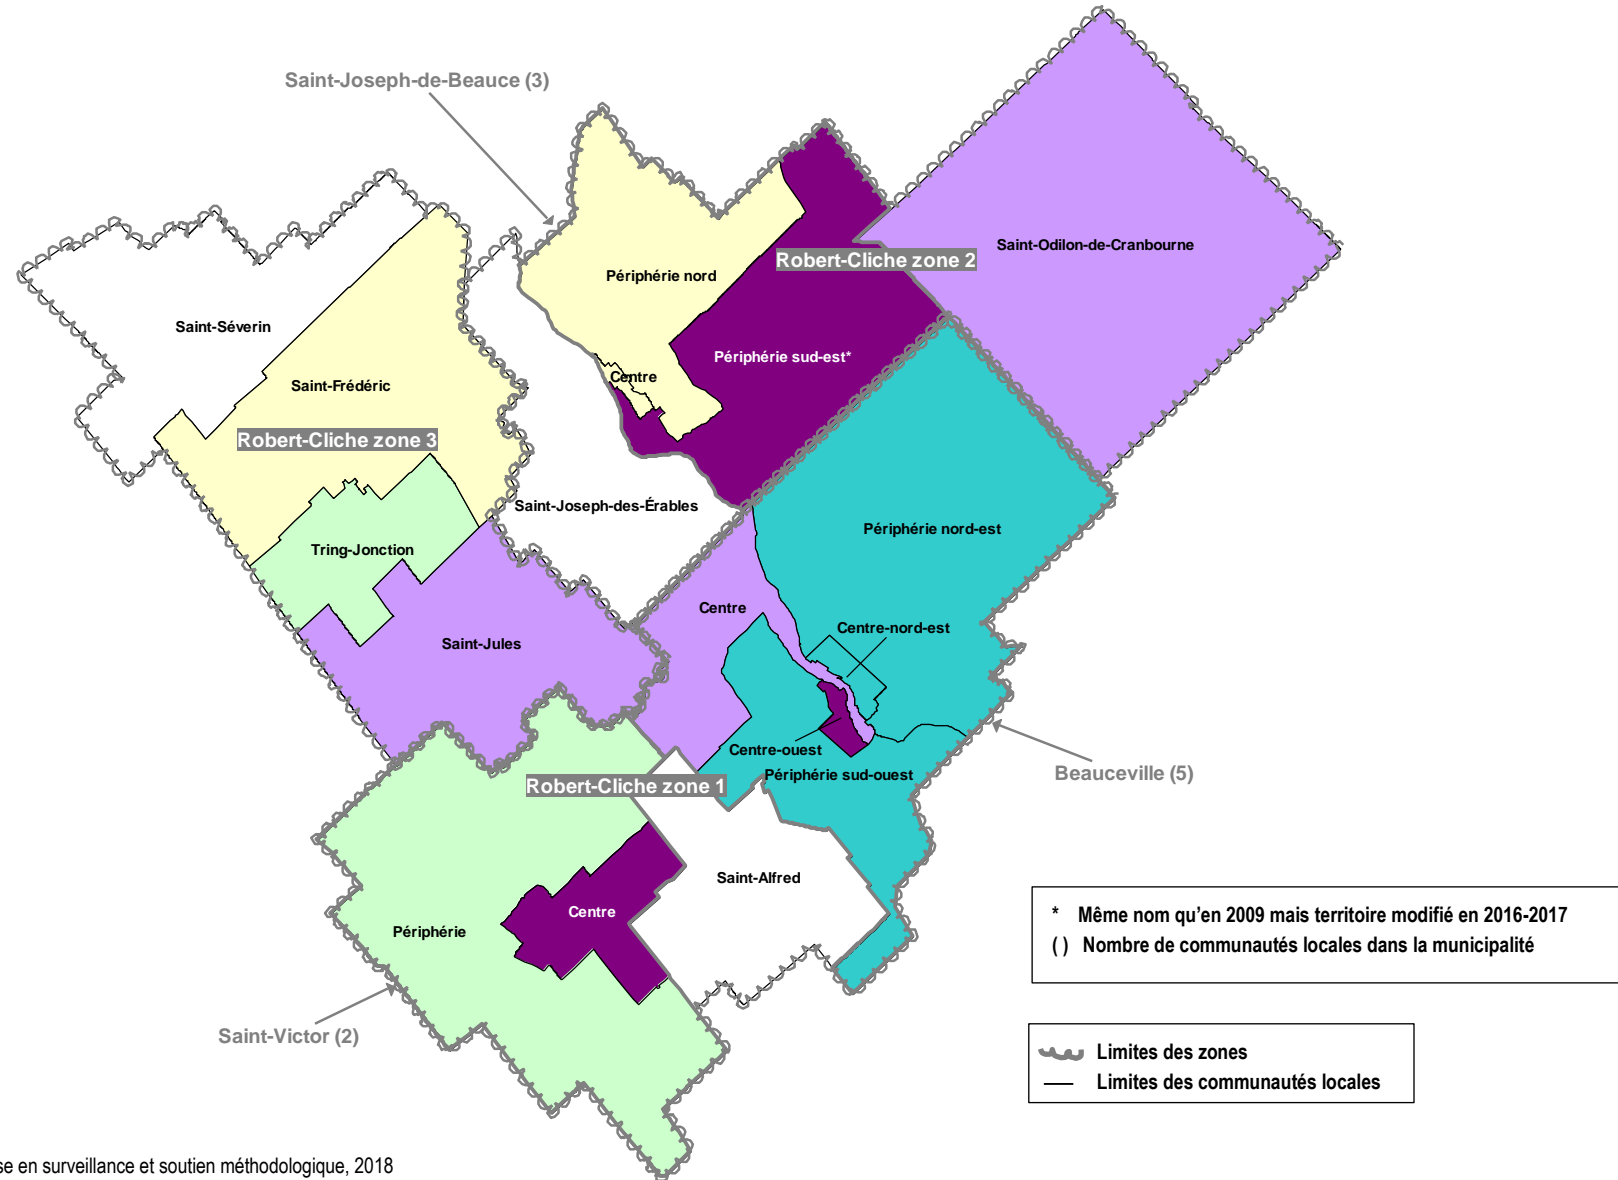 Saint-Joseph-de-Beauce (3)
Saint-Odilon-de-Cranbourne
Robert-Cliche zone 2
Périphérie nord
Saint-Séverin
Périphérie sud-est*
Centre
Saint-Frédéric
Robert-Cliche zone 3
Saint-Joseph-des-Érables
Périphérie nord-est
Tring-Jonction
Centre
Centre-nord-est
Saint-Jules
Centre-ouest
Périphérie sud-ouest
Beauceville (5)
Robert-Cliche zone 1
Saint-Alfred
Centre
Périphérie
* Même nom qu'en 2009 mais territoire modifié en 2016-2017
( ) Nombre de communautés locales dans la municipalité
Saint-Victor (2)
Limites des zones
Limites des communautés locales
se en surveillance et soutien méthodologique, 2018